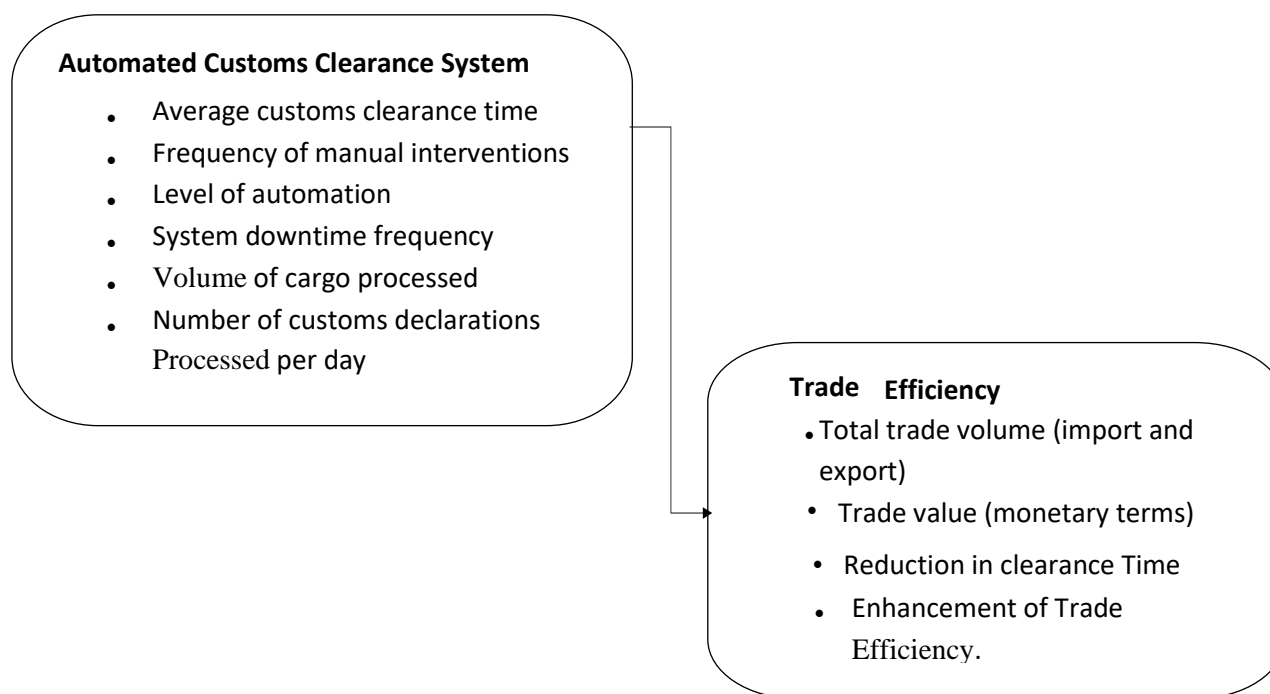 Automated Customs Clearance System
• Average customs clearance time
• Frequency of manual interventions
• Level of automation
• System downtime frequency
• Volume of cargo processed
• Number of customs declarations
Processed per day
Trade Efficiency
• Total trade volume (import and
export)
• Trade value (monetary terms)
• Reduction in clearance Time
• Enhancement of Trade
Efficiency.